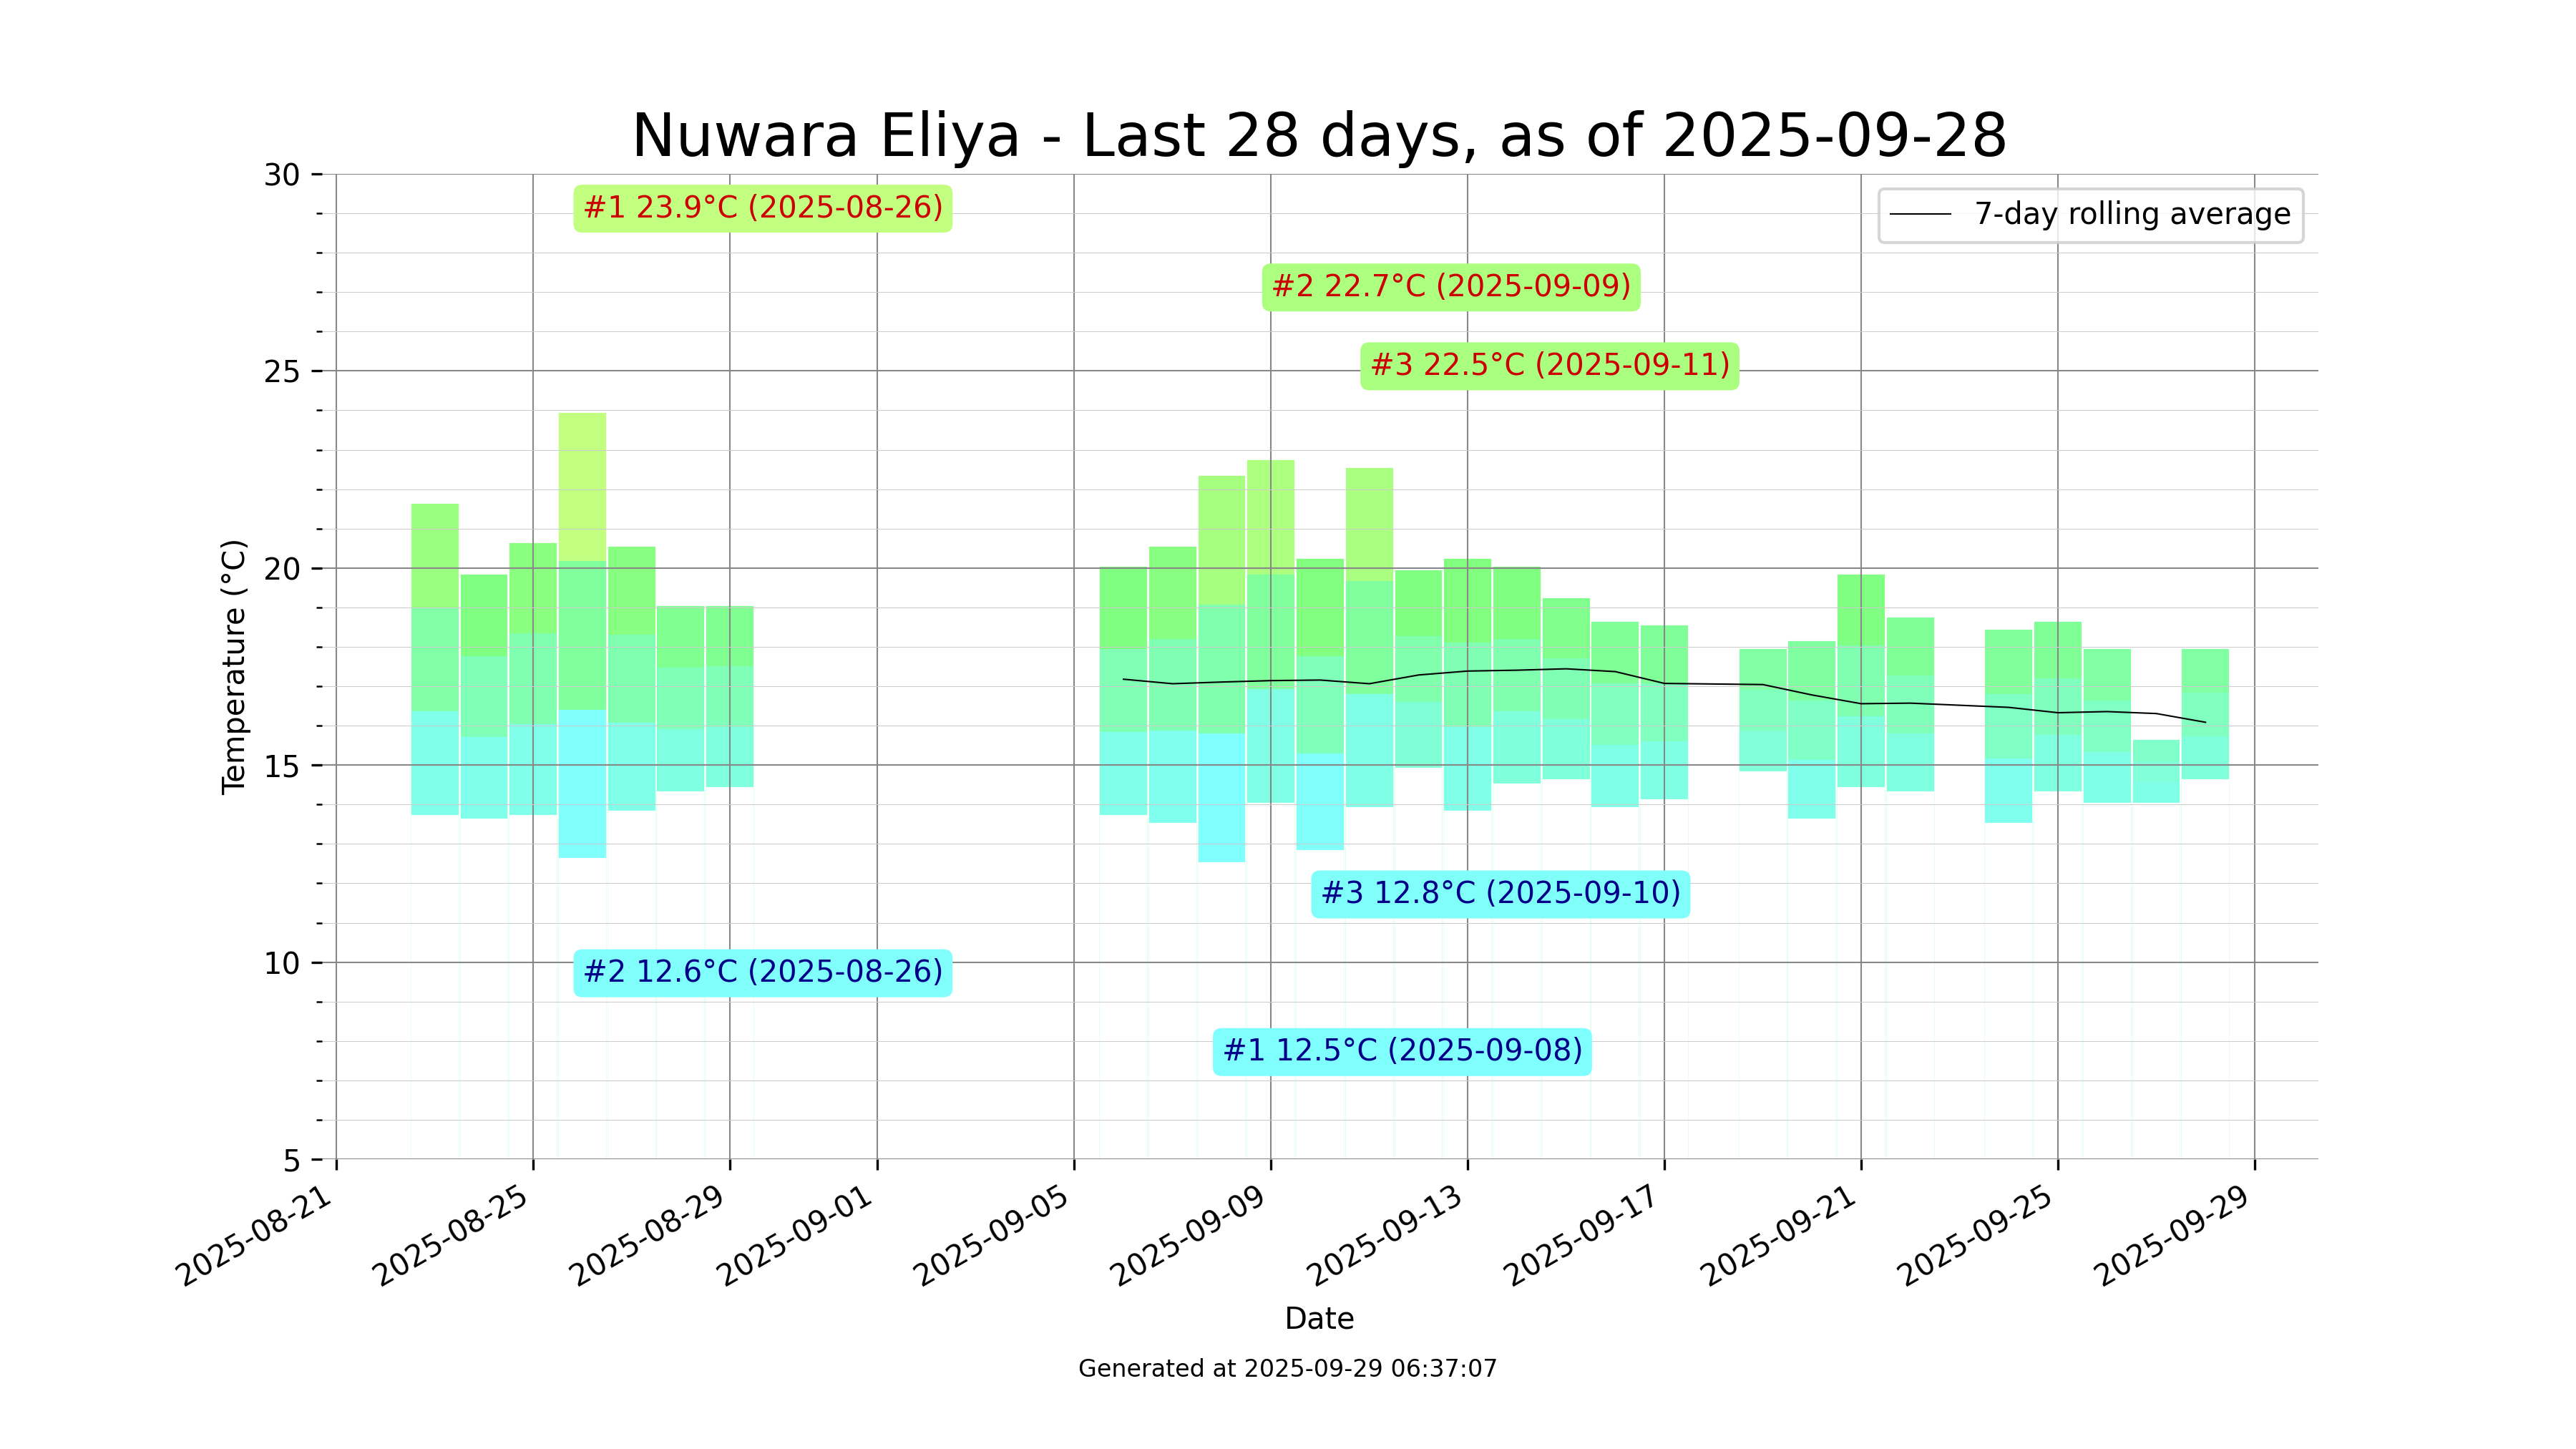 Nuwara Eliya - Last 28 days, as of 2025-09-28
30
25
20
15
10
5
Temperature (°C)
7-day rolling average
#1 23.9°C (2025-08-26)
#2 22.7°C (2025-09-09)
#3 22.5°C (2025-09-11)
#3 12.8°C (2025-09-10)
#2 12.6°C (2025-08-26)
#1 12.5°C (2025-09-08)
2025-08-21
2025-08-25
2025-08-29
2025-09-01
2025-09-05
2025-09-09
2025-09-13
2025-09-17
2025-09-21
2025-09-25
2025-09-29
Date
Generated at 2025-09-29 06:37:07